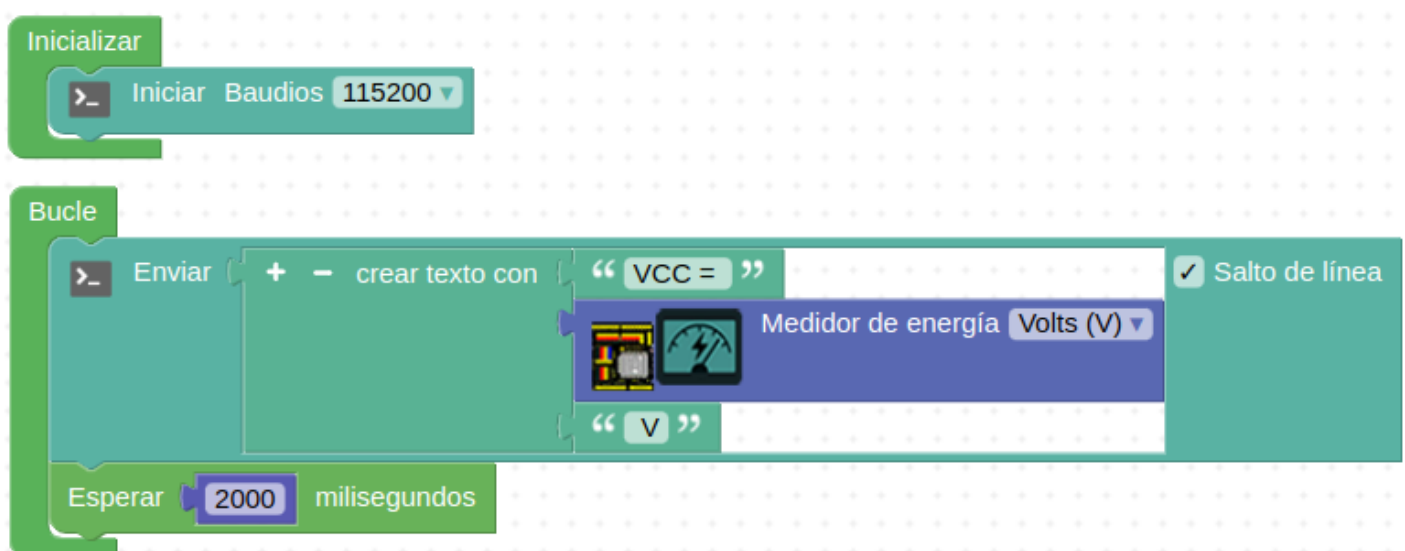 Inicializar
>_ Iniciar Baudios 115200
Bucle
>_ Enviar + - crear texto con “ VCC = ” ✓ Salto de línea
Medidor de energía Volts (V)
“ V ”
Esperar 2000 milisegundos